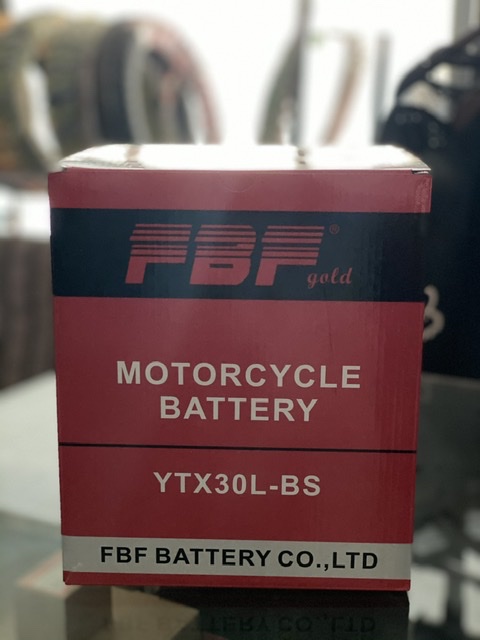 FBF®
gold
MOTORCYCLE
BATTERY
YTX30L-BS
FBF BATTERY CO.,LTD